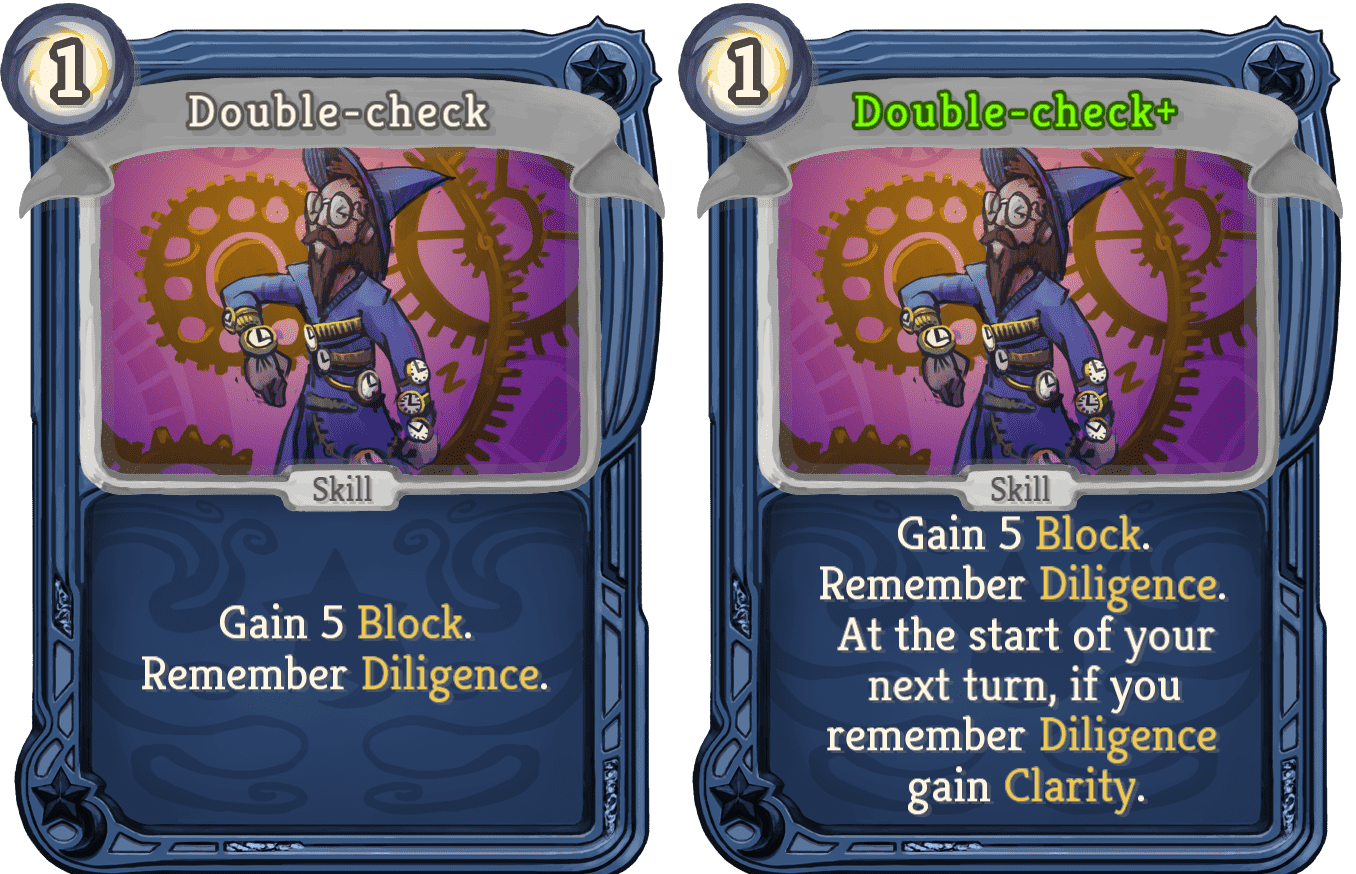 1
Double-check
Skill
Gain 5 Block.
Remember Diligence.
1
Double-check+
Skill
Gain 5 Block.
Remember Diligence.
At the start of your
next turn, if you
remember Diligence
gain Clarity.